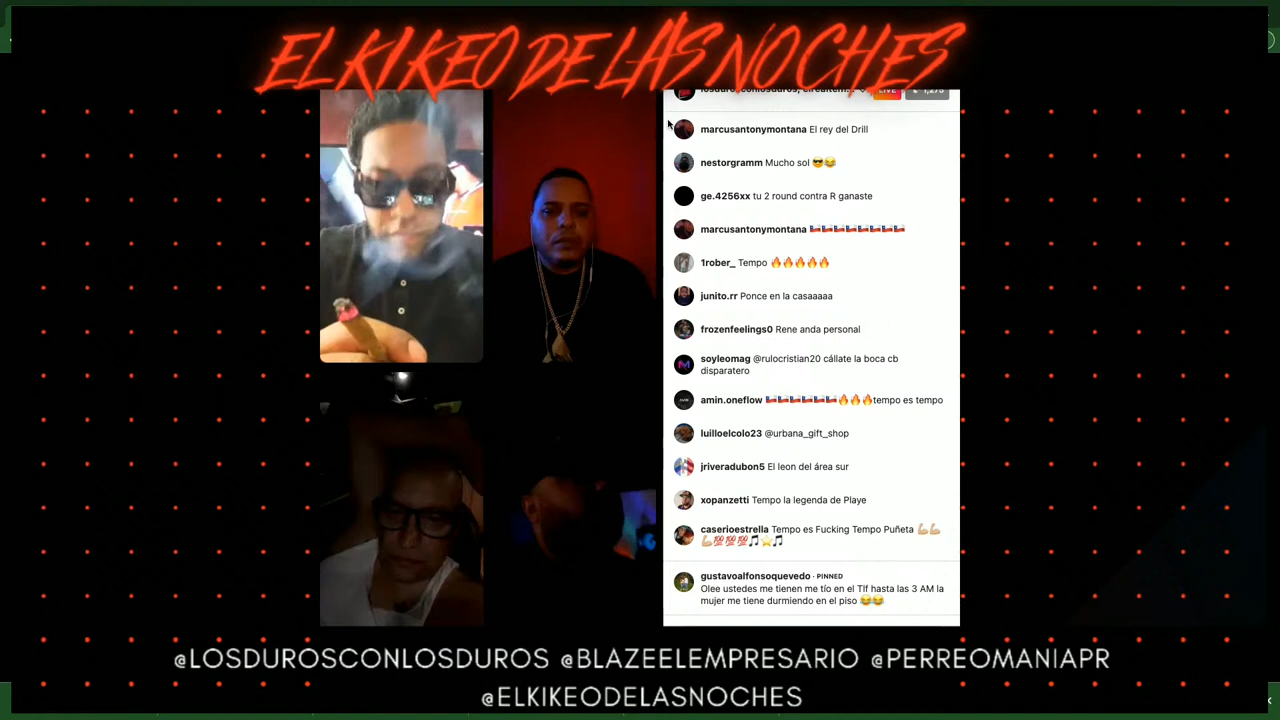 EL KIKEO DE LAS NOCHES
LIVE
1,275
marcusantonymontana El rey del Drill
nestorgramm Mucho sol 😎😂
ge.4256xx tu 2 round contra R ganaste
marcusantonymontana 🇨🇱🇨🇱🇨🇱🇨🇱🇨🇱🇨🇱🇨🇱🇨🇱
1rober_ Tempo 🔥🔥🔥🔥🔥
junito.rr Ponce en la casaaaaa
frozenfeelings0 Rene anda personal
soyleomag @rulocristian20 cállate la boca cb
disparatero
amin.oneflow 🇨🇱🇨🇱🇨🇱🇨🇱🇨🇱🇨🇱🔥🔥🔥tempo es tempo
luilloelcolo23 @urbana_gift_shop
jriveradubon5 El leon del área sur
xopanzetti Tempo la legenda de Playe
caserioestrella Tempo es Fucking Tempo Puñeta 💪🏼💪🏼
💪🏼💯💯💯🎵⭐🎵
gustavoalfonsoquevedo · PINNED
Olee ustedes me tienen me tío en el Tlf hasta las 3 AM la
mujer me tiene durmiendo en el piso 😂😂
@LOSDUROSCONLOSDUROS @BLAZEELEMPRESARIO @PERREOMANIAPR
@ELKIKEODELASNOCHES